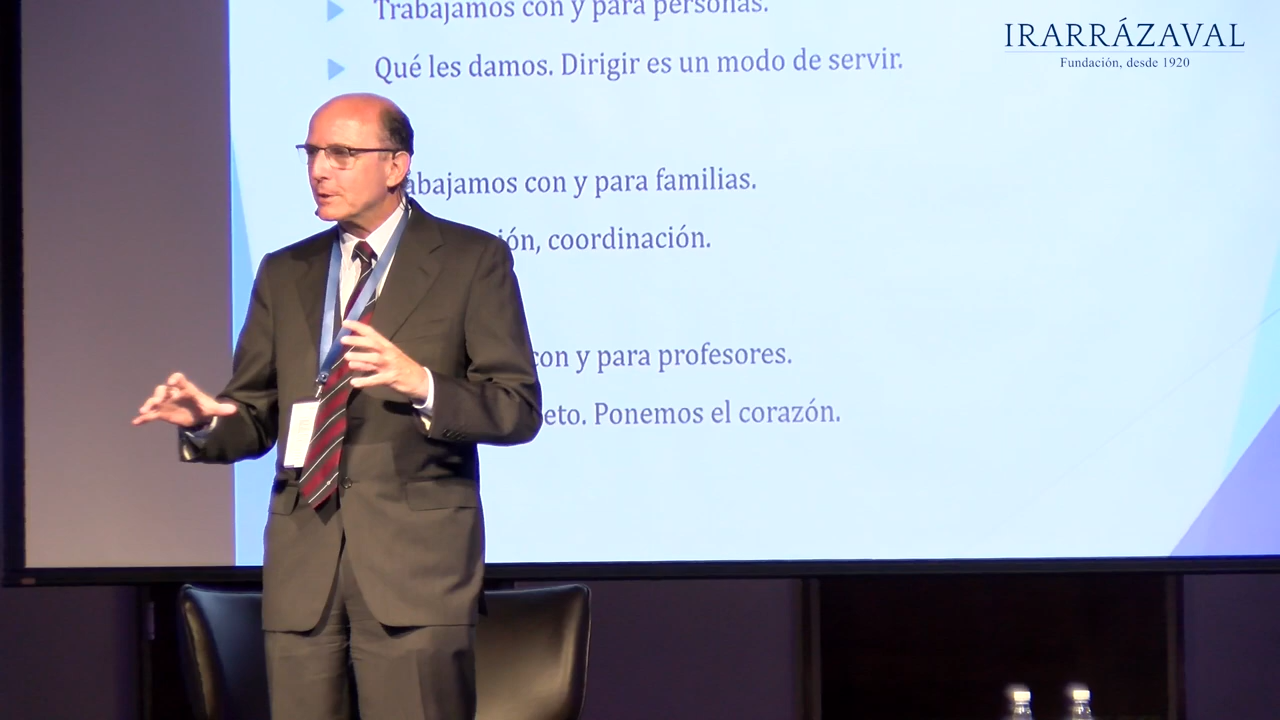 Trabajamos con y para personas.
IRARRÁZAVAL
Fundación, desde 1920
Qué les damos. Dirigir es un modo de servir.
abajamos con y para familias.
ión, coordinación.
con y para profesores.
eto. Ponemos el corazón.